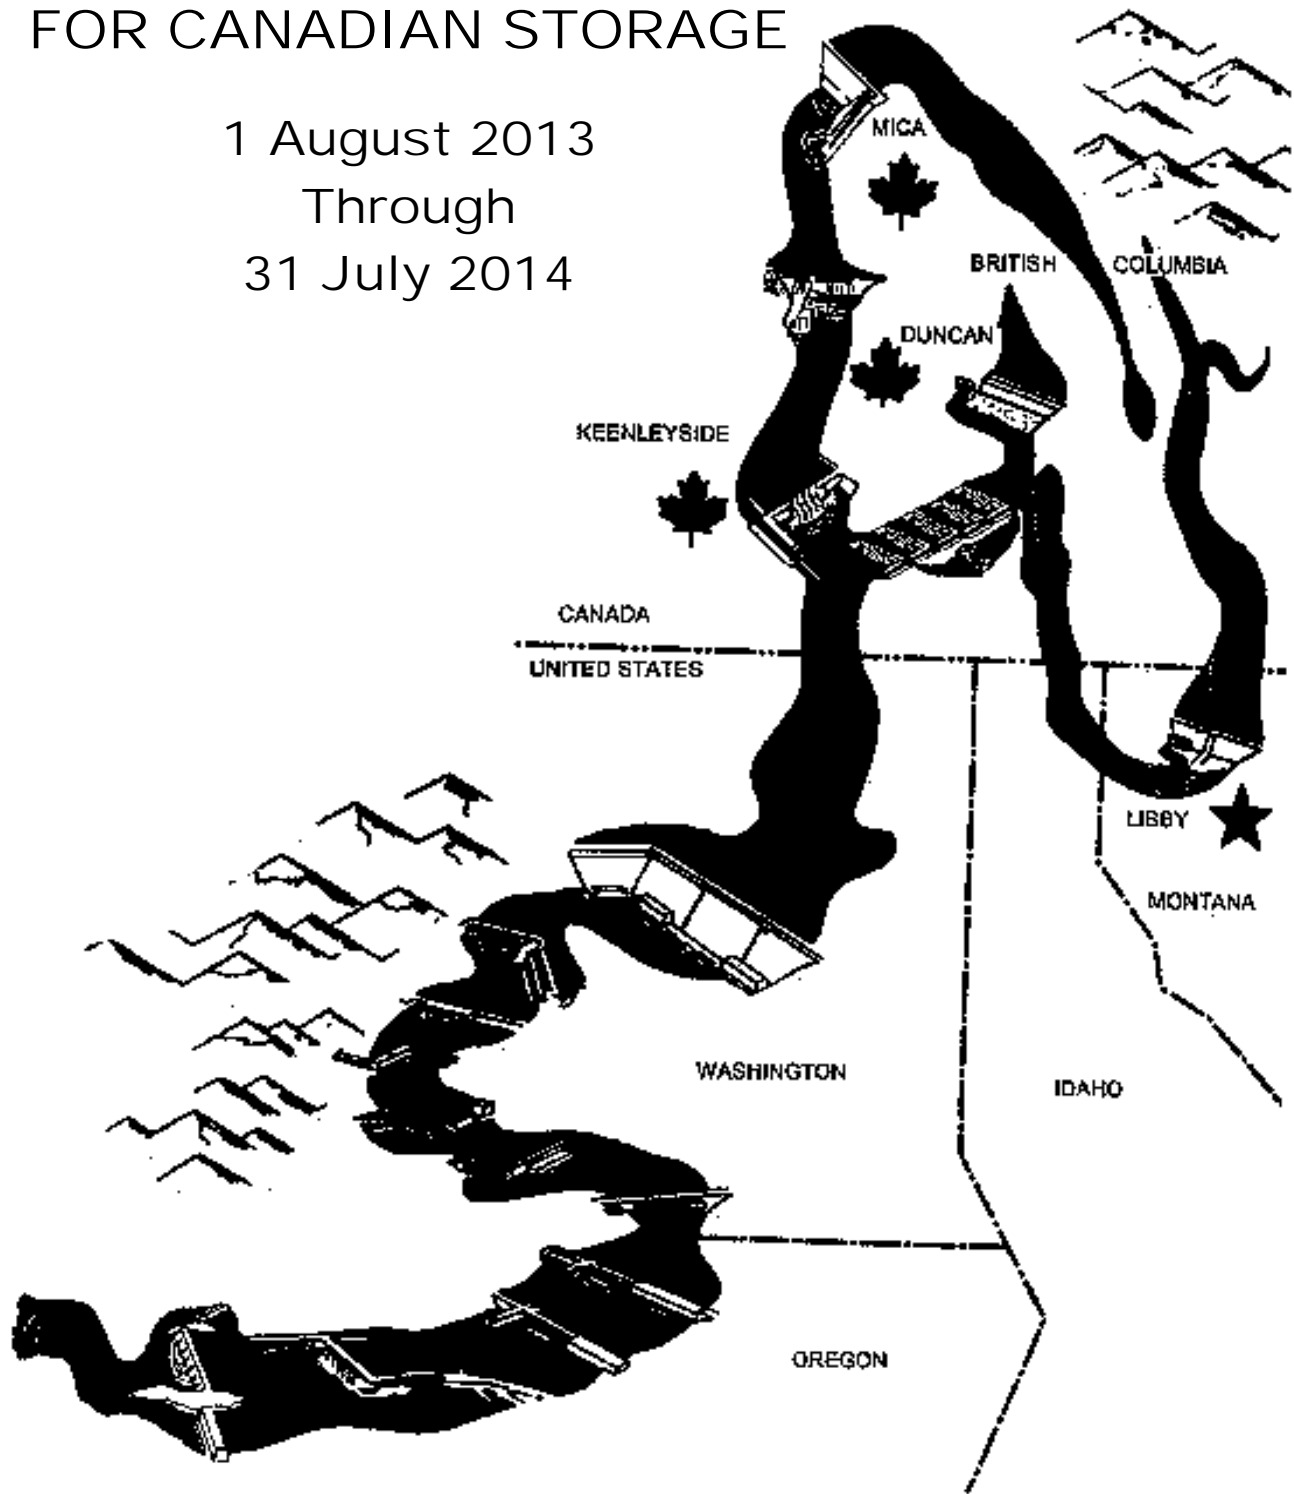 FOR CANADIAN STORAGE
1 August 2013
Through
31 July 2014
MICA
BRITISH COLUMBIA
DUNCAN
KEENLEYSIDE
CANADA
UNITED STATES
LIBBY
MONTANA
WASHINGTON
IDAHO
OREGON